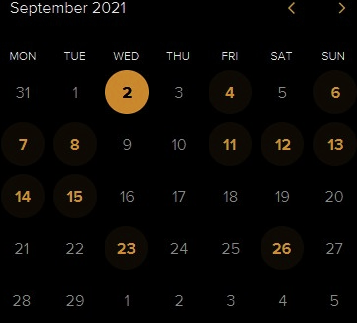 September 2021 < >
MON TUE WED THU FRI SAT SUN
31 1 2 3 4 5 6
7 8 9 10 11 12 13
14 15 16 17 18 19 20
21 22 23 24 25 26 27
28 29 1 2 3 4 5